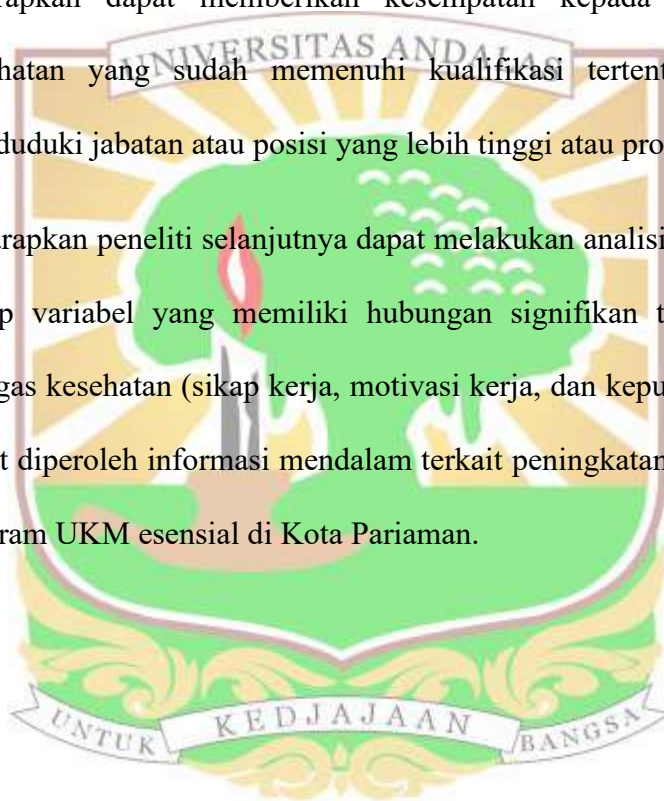 rapkan dapat memberikan kesempatan kepada
UNIVERSITAS ANDALAS
hatan yang sudah memenuhi kualifikasi tertent
duduki jabatan atau posisi yang lebih tinggi atau pro
rapkan peneliti selanjutnya dapat melakukan analisi
p variabel yang memiliki hubungan signifikan t
gas kesehatan (sikap kerja, motivasi kerja, dan kepu
t diperoleh informasi mendalam terkait peningkatan
ram UKM esensial di Kota Pariaman.
UNTUK KEDJAJAAN BANGSA